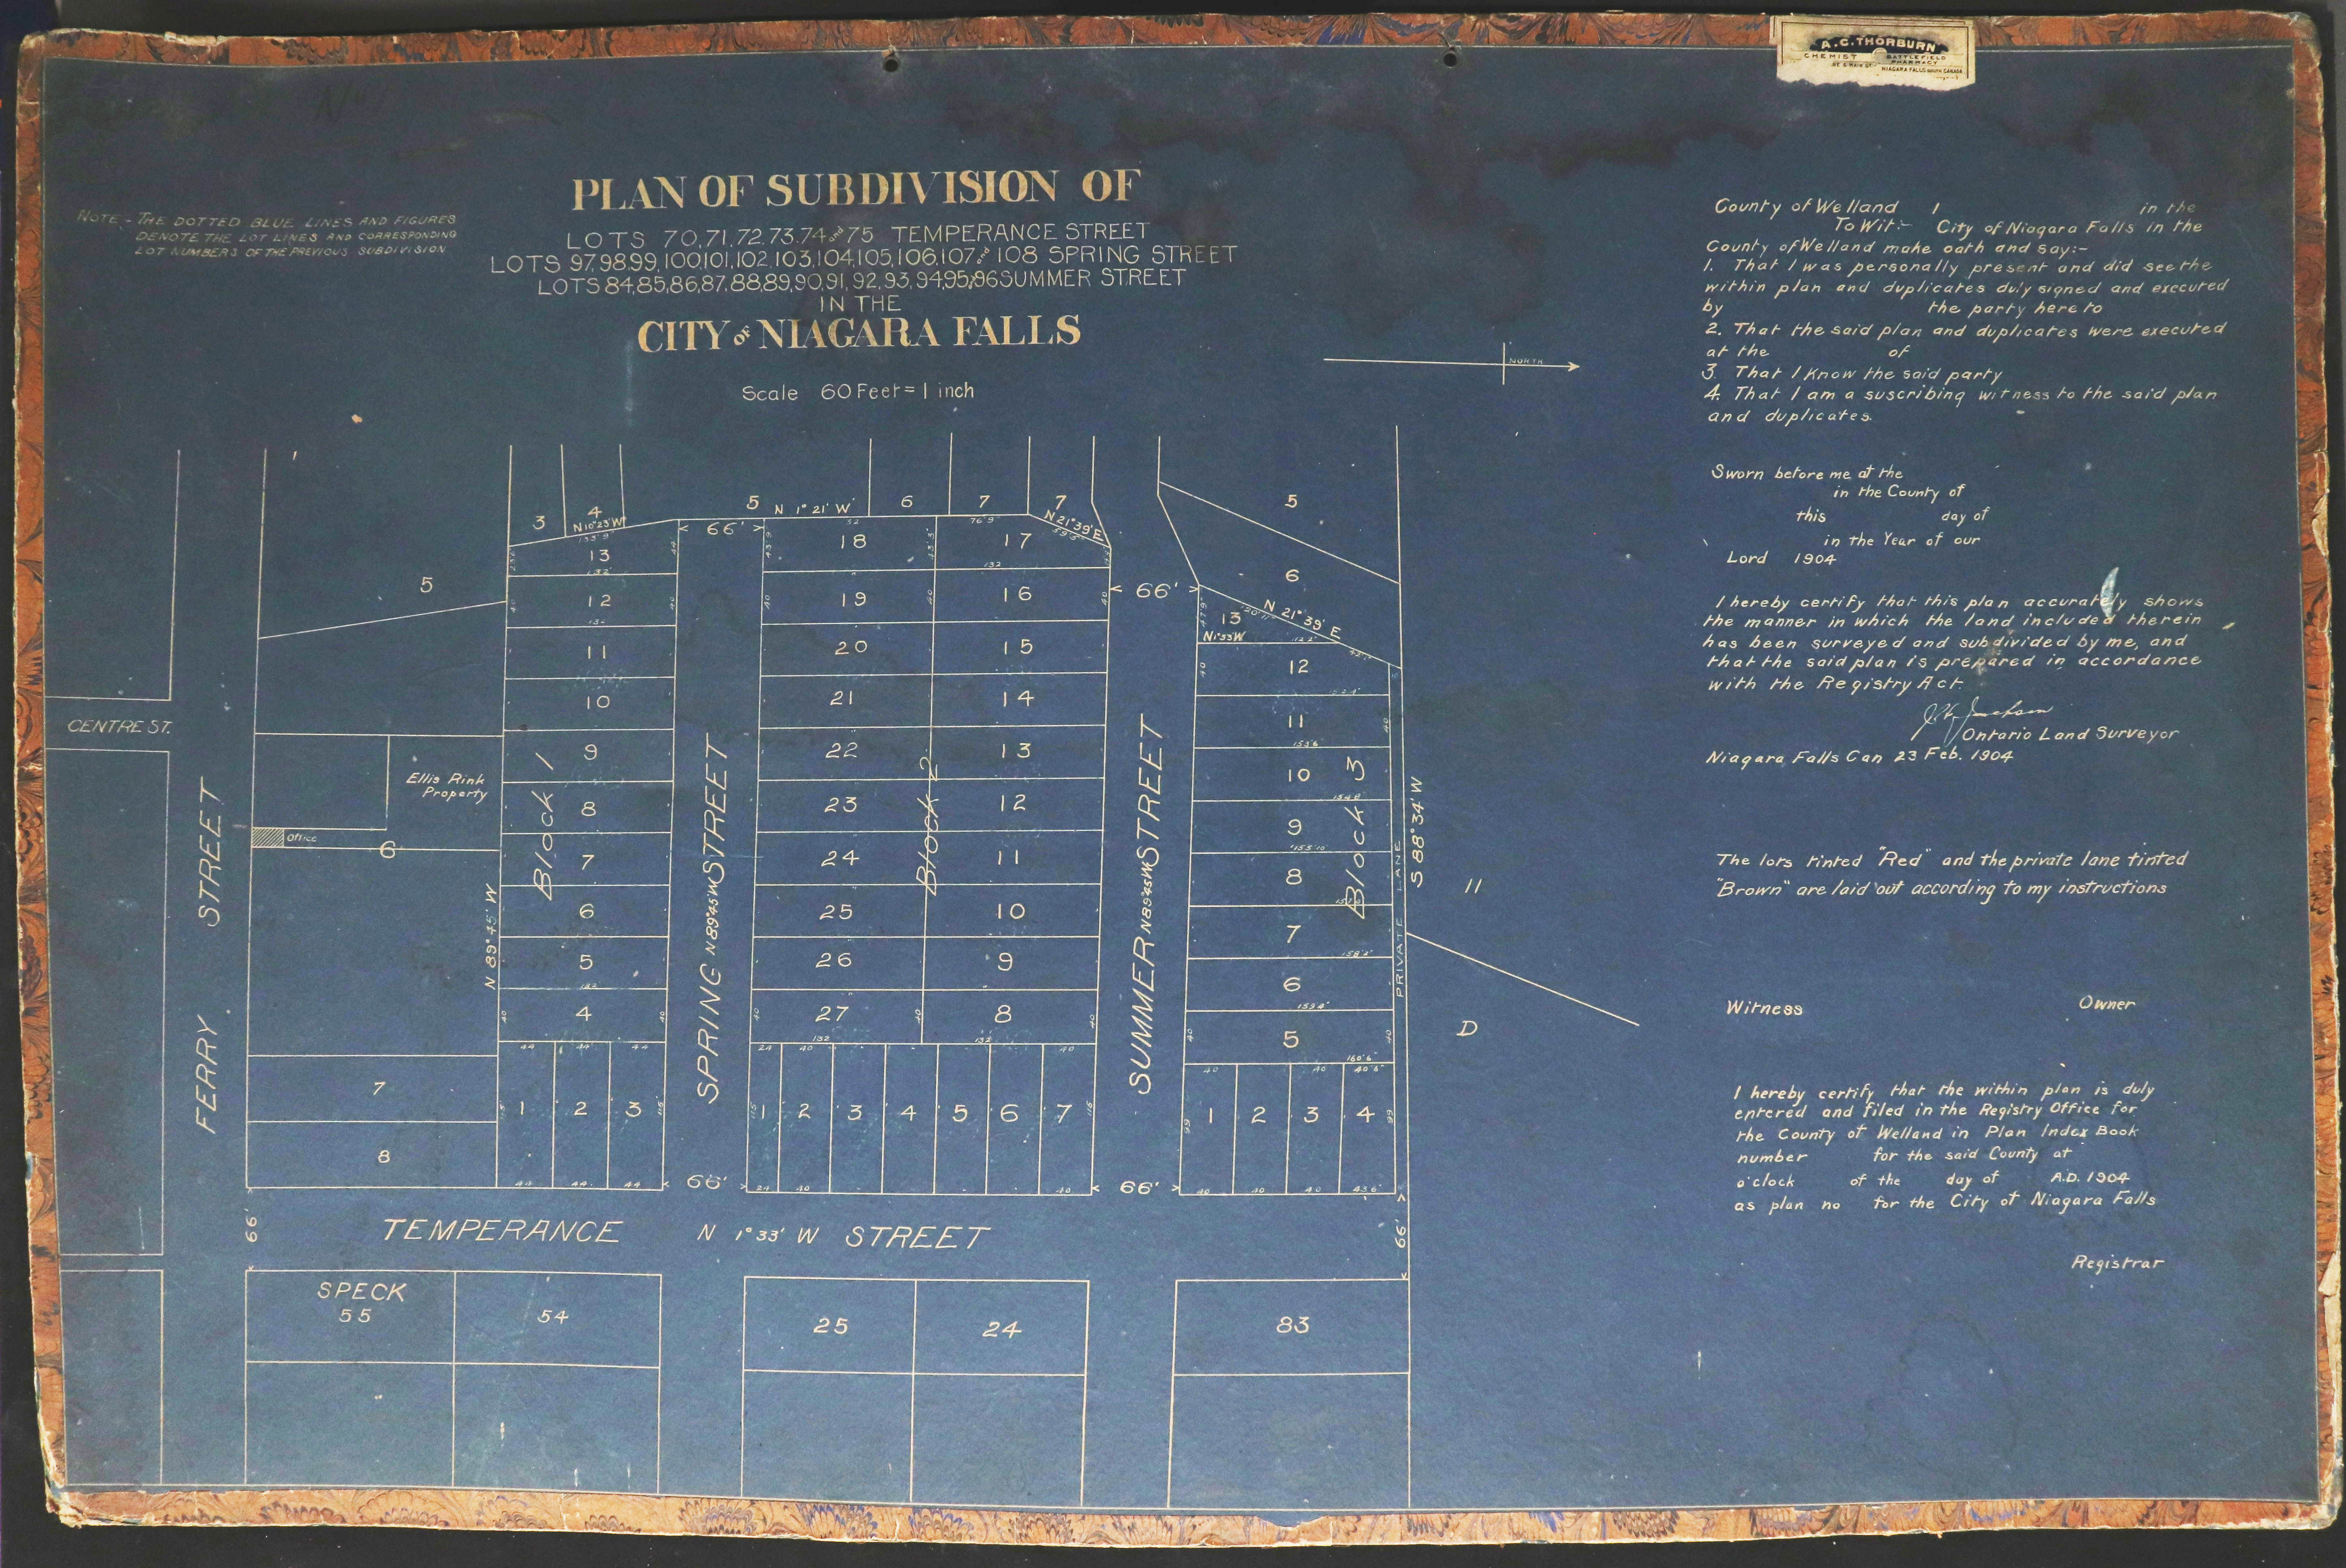 A.C. THORBURN
CHEMIST BATTLEFIELD
PHARMACY
NIAGARA FALLS SOUTH CANADA
NOTE - THE DOTTED BLUE LINES AND FIGURES
DENOTE THE LOT LINES AND CORRESPONDING
LOT NUMBERS OF THE PREVIOUS SUBDIVISION
PLAN OF SUBDIVISION OF
LOTS 70,71,72,73,74 and 75 TEMPERANCE STREET
LOTS 97,98,99,100,101,102,103,104,105,106,107 and 108 SPRING STREET
LOTS 84,85,86,87,88,89,90,91,92,93,94,95,96 SUMMER STREET
IN THE
CITY OF NIAGARA FALLS
Scale 60 Feet = 1 inch
NORTH
County of Welland I in the
To Wit:- City of Niagara Falls in the
County of Welland make oath and say:-
1. That I was personally present and did see the
within plan and duplicates duly signed and executed
by the party here to
2. That the said plan and duplicates were executed
at the of
3. That I know the said party
4. That I am a suscribing witness to the said plan
and duplicates.
Sworn before me at the
in the County of
this day of
in the Year of our
Lord 1904
I hereby certify that this plan accurately shows
the manner in which the land included therein
has been surveyed and subdivided by me, and
that the said plan is prepared in accordance
with the Registry Act.
Ontario Land Surveyor
Niagara Falls Can 23 Feb. 1904
The lots tinted "Red" and the private lane tinted
"Brown" are laid out according to my instructions
Witness Owner
I hereby certify that the within plan is duly
entered and filed in the Registry Office for
the County of Welland in Plan Index Book
number for the said County at
o'clock of the day of A.D. 1904
as plan no for the City of Niagara Falls
Registrar
CENTRE ST.
FERRY STREET
5
Ellis Rink
Property
Office
6
7
8
N 89° 45' W
3
4
N 10° 23' W
13
12
11
10
9
8
7
6
5
4
1 2 3
44 44 44
Block 1
66'
SPRING N 89° 45' W STREET
66'
5 N 1° 21' W 6 7 7
N 21° 39' E
18 17
19 16
20 15
21 14
22 13
23 12
24 11
25 10
26 9
27 8
132 132
1 2 3 4 5 6 7
24 40 40
Block 2
66'
SUMMER N 89° 45' W STREET
66'
5
6
N 21° 39' E
13
N 1° 33' W
12
11
10
9
8
7
6
159'4"
5
160'6"
40 40 40'6"
1 2 3 4
40 40 40 43'6"
Block 3
PRIVATE LANE
S 88° 34' W
11
D
66'
TEMPERANCE N 1° 33' W STREET
66'
SPECK
55
54
25
24
83